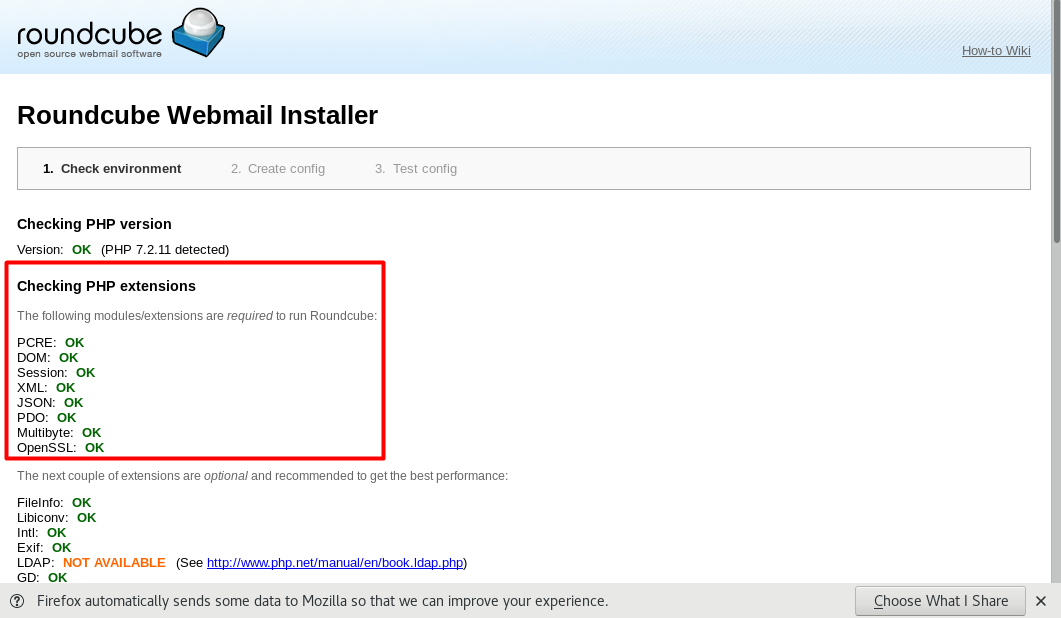 roundcube
open source webmail software
How-to Wiki
Roundcube Webmail Installer
1. Check environment 2. Create config 3. Test config
Checking PHP version
Version: OK (PHP 7.2.11 detected)
Checking PHP extensions
The following modules/extensions are required to run Roundcube:
PCRE: OK
DOM: OK
Session: OK
XML: OK
JSON: OK
PDO: OK
Multibyte: OK
OpenSSL: OK
The next couple of extensions are optional and recommended to get the best performance:
FileInfo: OK
Libiconv: OK
Intl: OK
Exif: OK
LDAP: NOT AVAILABLE (See http://www.php.net/manual/en/book.ldap.php)
GD: OK
Firefox automatically sends some data to Mozilla so that we can improve your experience. Choose What I Share